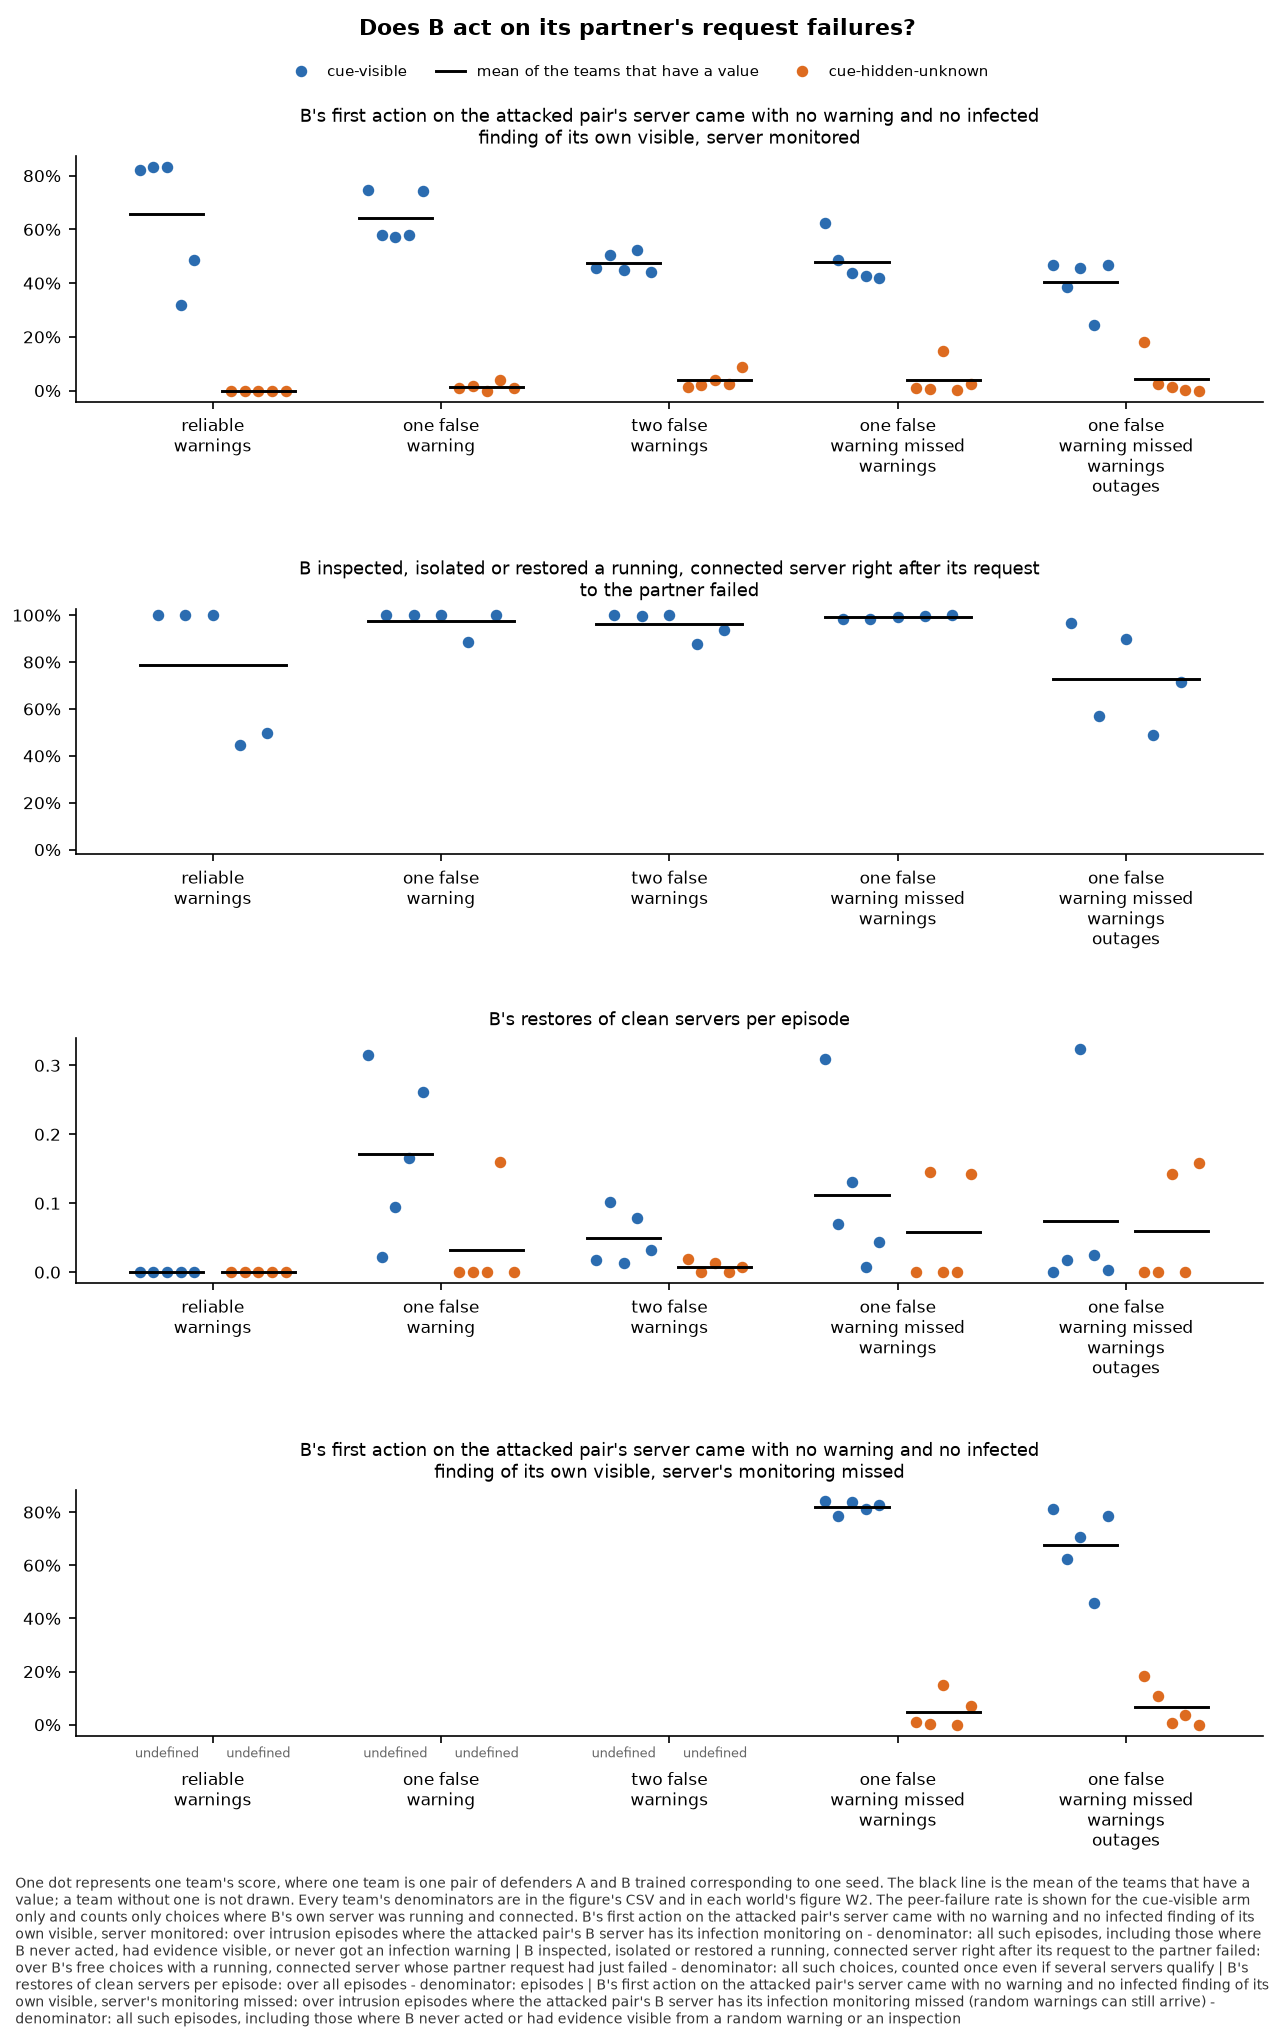 Does B act on its partner's request failures?
cue-visible
mean of the teams that have a value
cue-hidden-unknown
B's first action on the attacked pair's server came with no warning and no infected
finding of its own visible, server monitored
80%
60%
40%
20%
0%
reliable
warnings
one false
warning
two false
warnings
one false
warning missed
warnings
one false
warning missed
warnings
outages
B inspected, isolated or restored a running, connected server right after its request
to the partner failed
100%
80%
60%
40%
20%
0%
reliable
warnings
one false
warning
two false
warnings
one false
warning missed
warnings
one false
warning missed
warnings
outages
B's restores of clean servers per episode
0.3
0.2
0.1
0.0
reliable
warnings
one false
warning
two false
warnings
one false
warning missed
warnings
one false
warning missed
warnings
outages
B's first action on the attacked pair's server came with no warning and no infected
finding of its own visible, server's monitoring missed
80%
60%
40%
20%
0%
undefined
undefined
undefined
undefined
undefined
undefined
reliable
warnings
one false
warning
two false
warnings
one false
warning missed
warnings
one false
warning missed
warnings
outages
One dot represents one team's score, where one team is one pair of defenders A and B trained corresponding to one seed. The black line is the mean of the teams that have a
value; a team without one is not drawn. Every team's denominators are in the figure's CSV and in each world's figure W2. The peer-failure rate is shown for the cue-visible arm
only and counts only choices where B's own server was running and connected. B's first action on the attacked pair's server came with no warning and no infected finding of its
own visible, server monitored: over intrusion episodes where the attacked pair's B server has its infection monitoring on - denominator: all such episodes, including those where
B never acted, had evidence visible, or never got an infection warning | B inspected, isolated or restored a running, connected server right after its request to the partner failed:
over B's free choices with a running, connected server whose partner request had just failed - denominator: all such choices, counted once even if several servers qualify | B's
restores of clean servers per episode: over all episodes - denominator: episodes | B's first action on the attacked pair's server came with no warning and no infected finding of its
own visible, server's monitoring missed: over intrusion episodes where the attacked pair's B server has its infection monitoring missed (random warnings can still arrive) -
denominator: all such episodes, including those where B never acted or had evidence visible from a random warning or an inspection